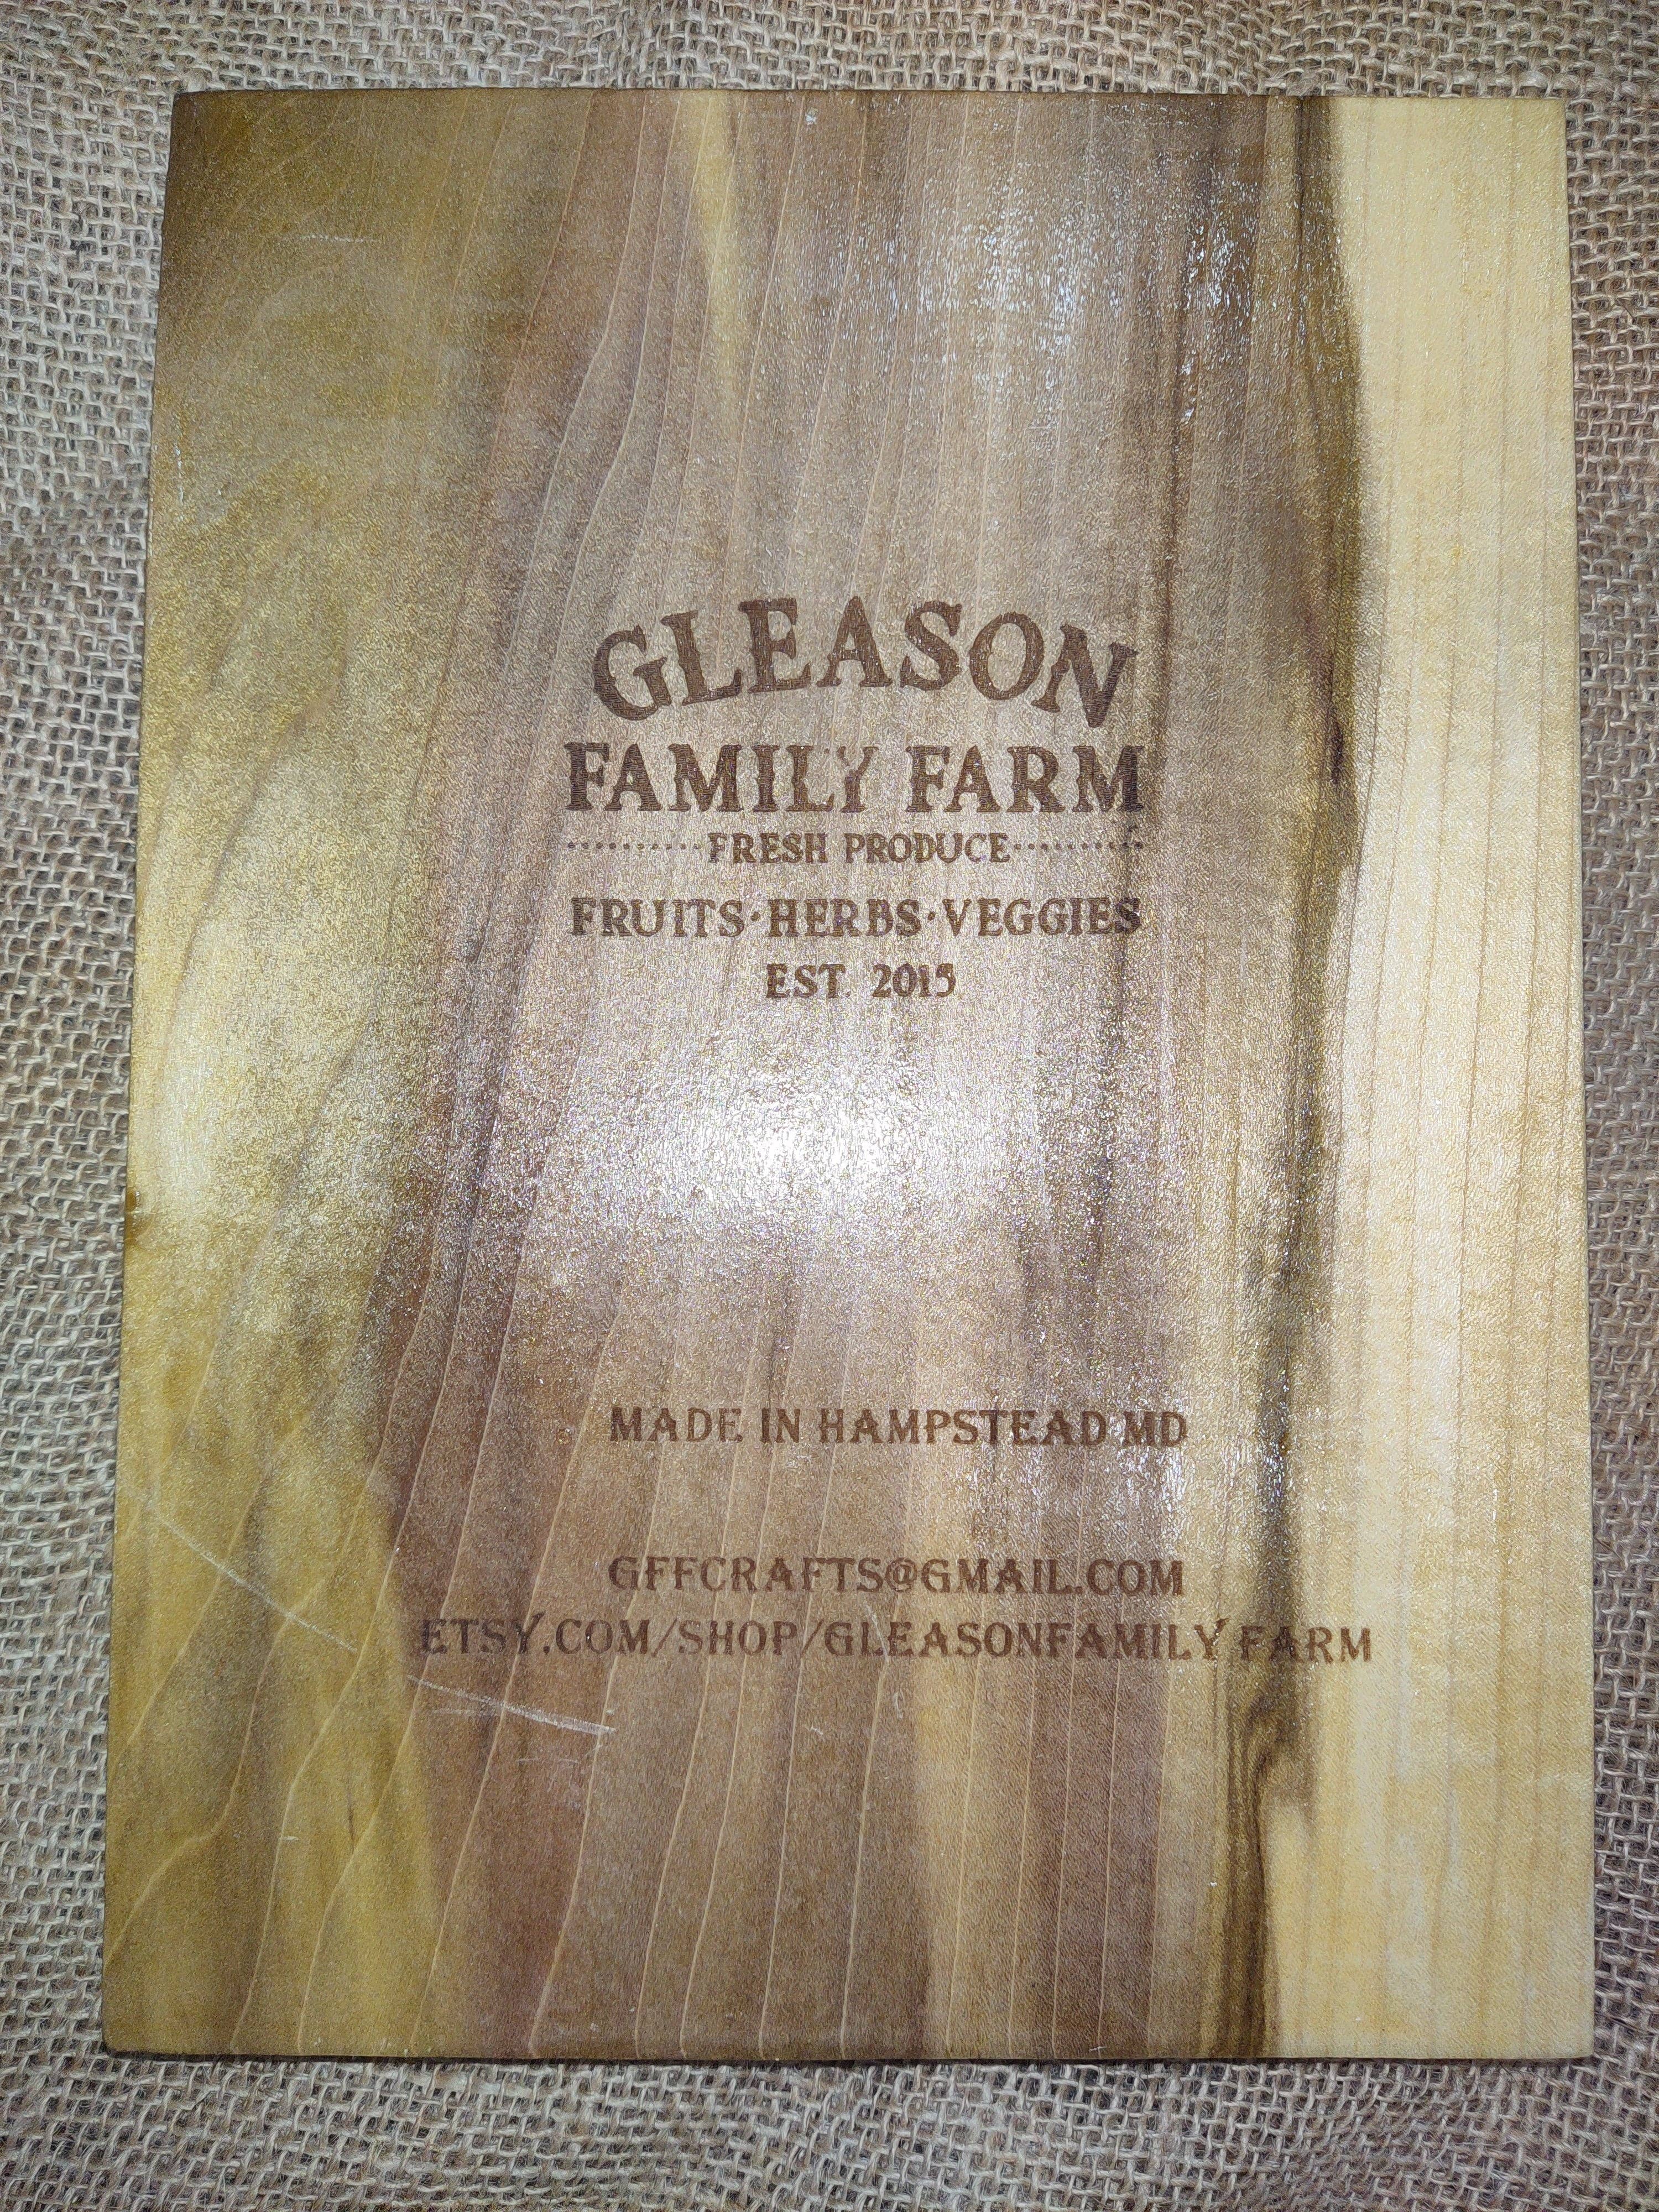 GLEASON
FAMILY FARM
FRESH PRODUCE
FRUITS·HERBS·VEGGIES
EST. 2015
MADE IN HAMPSTEAD MD
GFFCRAFTS@GMAIL.COM
ETSY.COM/SHOP/GLEASONFAMILY FARM